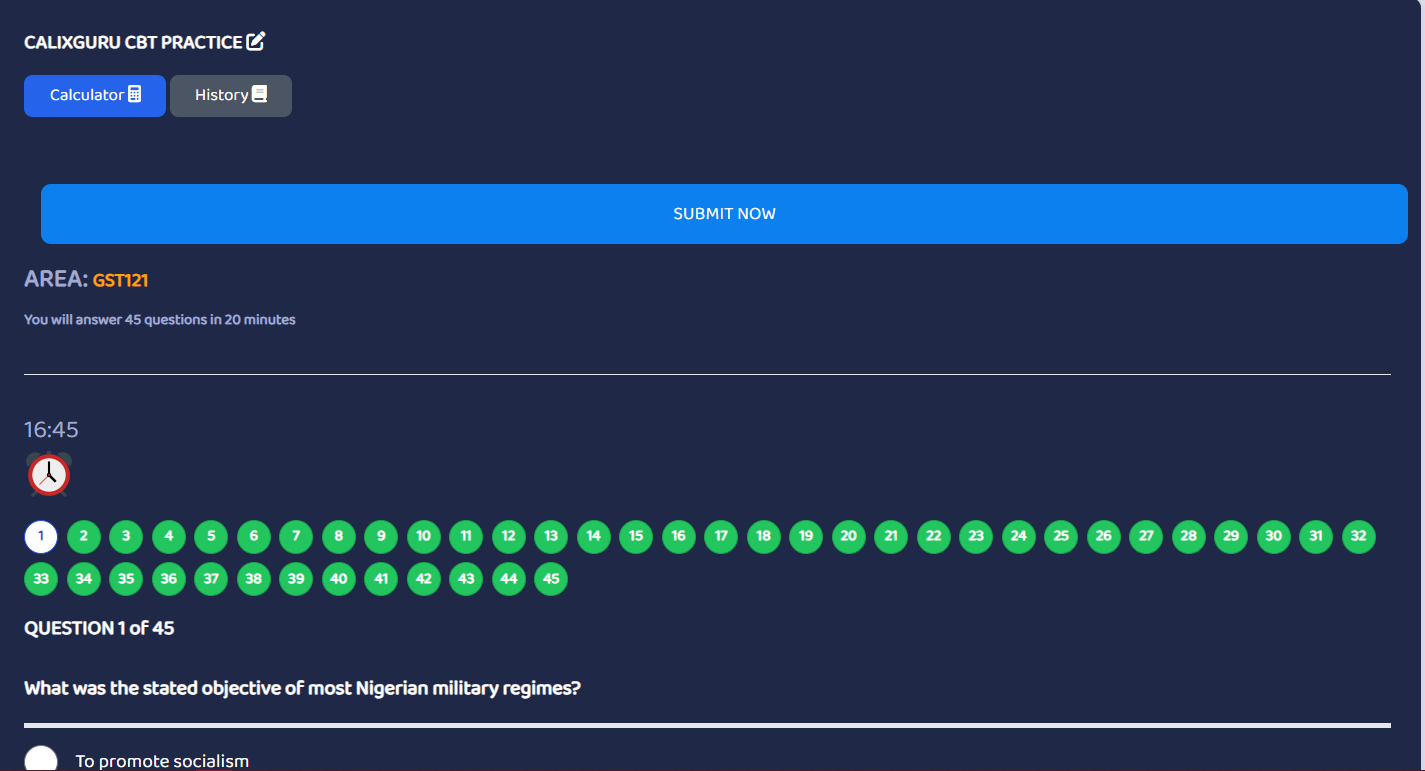 CALIXGURU CBT PRACTICE
Calculator History
SUBMIT NOW
AREA: GST121
You will answer 45 questions in 20 minutes
16:45
1 2 3 4 5 6 7 8 9 10 11 12 13 14 15 16 17 18 19 20 21 22 23 24 25 26 27 28 29 30 31 32
33 34 35 36 37 38 39 40 41 42 43 44 45
QUESTION 1 of 45
What was the stated objective of most Nigerian military regimes?
To promote socialism